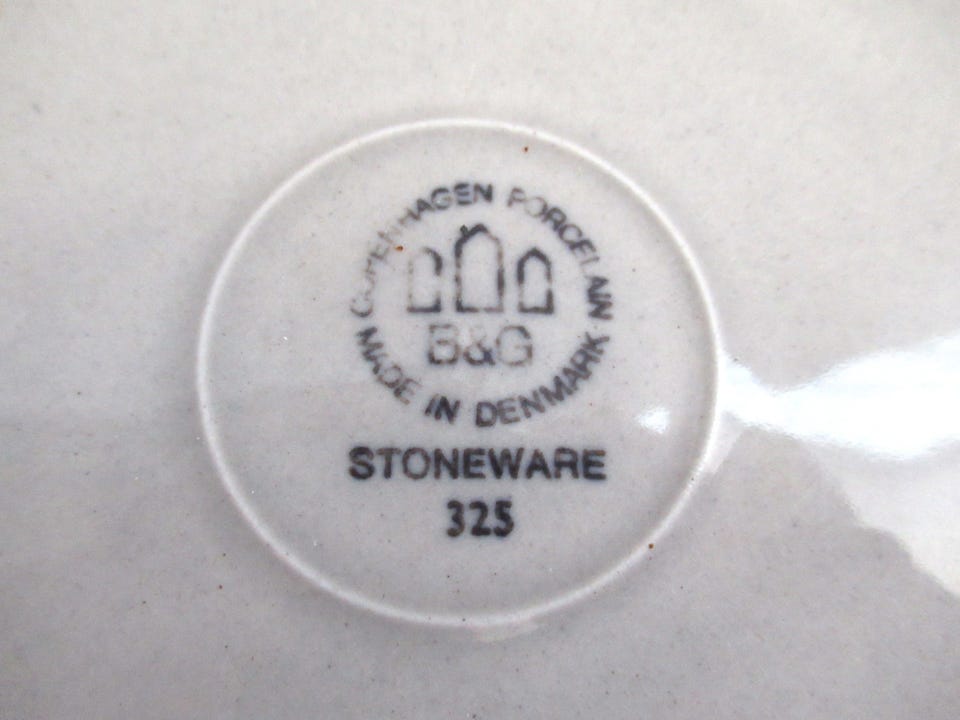 COPENHAGEN PORCELAIN
B&G
MADE IN DENMARK
STONEWARE
325